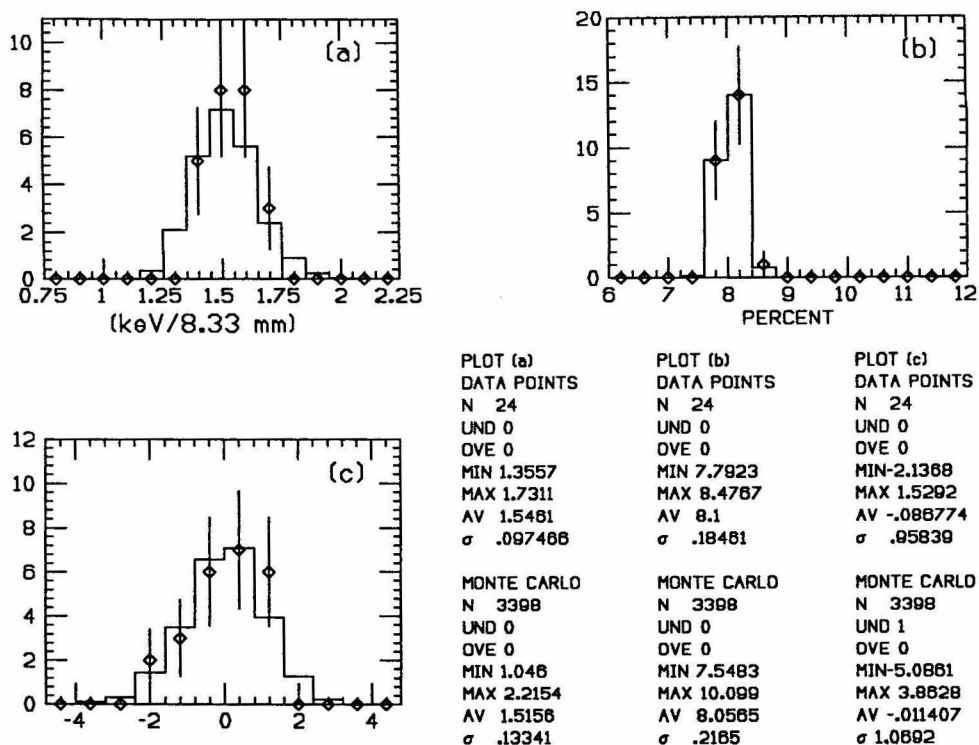 (a)
10
8
6
4
2
0
0.75 1 1.25 1.5 1.75 2 2.25
(keV/8.33 mm)
(b)
20
15
10
5
0
6 7 8 9 10 11 12
PERCENT
(c)
12
10
8
6
4
2
0
-4 -2 0 2 4
PLOT (a)
DATA POINTS
N 24
UND 0
OVE 0
MIN 1.3557
MAX 1.7311
AV 1.5461
σ .097466
MONTE CARLO
N 3398
UND 0
OVE 0
MIN 1.046
MAX 2.2154
AV 1.5156
σ .13341
PLOT (b)
DATA POINTS
N 24
UND 0
OVE 0
MIN 7.7923
MAX 8.4767
AV 8.1
σ .18461
MONTE CARLO
N 3398
UND 0
OVE 0
MIN 7.5483
MAX 10.099
AV 8.0565
σ .2165
PLOT (c)
DATA POINTS
N 24
UND 0
OVE 0
MIN-2.1368
MAX 1.5292
AV -.086774
σ .95839
MONTE CARLO
N 3398
UND 1
OVE 0
MIN-5.0861
MAX 3.8628
AV -.011407
σ 1.0692